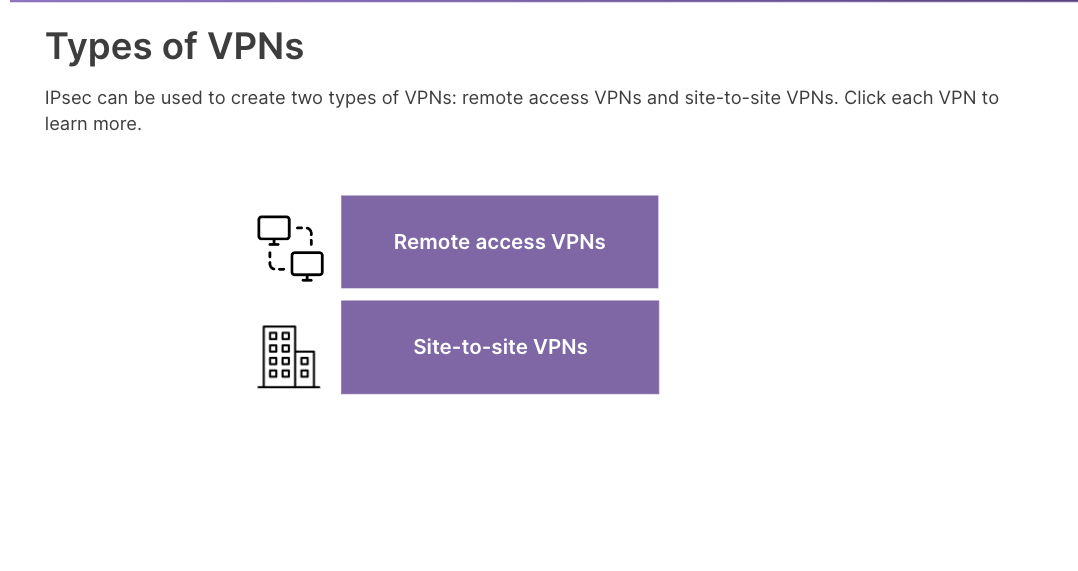 Types of VPNs
IPsec can be used to create two types of VPNs: remote access VPNs and site-to-site VPNs. Click each VPN to
learn more.
Remote access VPNs
Site-to-site VPNs